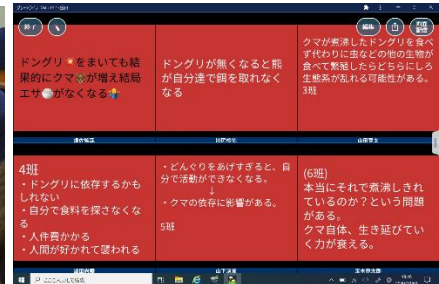 終了
編集
ドングリ をまいても結
果的にクマ が増え結局
エサ がなくなる
ドングリが無くなると熊
が自分達で餌を取れなく
なる
クマが煮沸したドングリを食べ
ず代わりに虫などの他の生物が
食べて繁殖したらどちらにしろ
生態系が乱れる可能性がある。
3班
4班
・ドングリに依存するかも
しれない
・自分で食料を探さなくな
る
・人件費かかる
・人間が好かれて襲われる
・どんぐりをあげすぎると、自
分で活動ができなくなる。
↓
・クマの依存に影響がある。
5班
(6班)
本当にそれで煮沸しきれ
ているのか？という問題
がある。
クマ自体、生き延びてい
く力が衰える。
ここに入力して検索